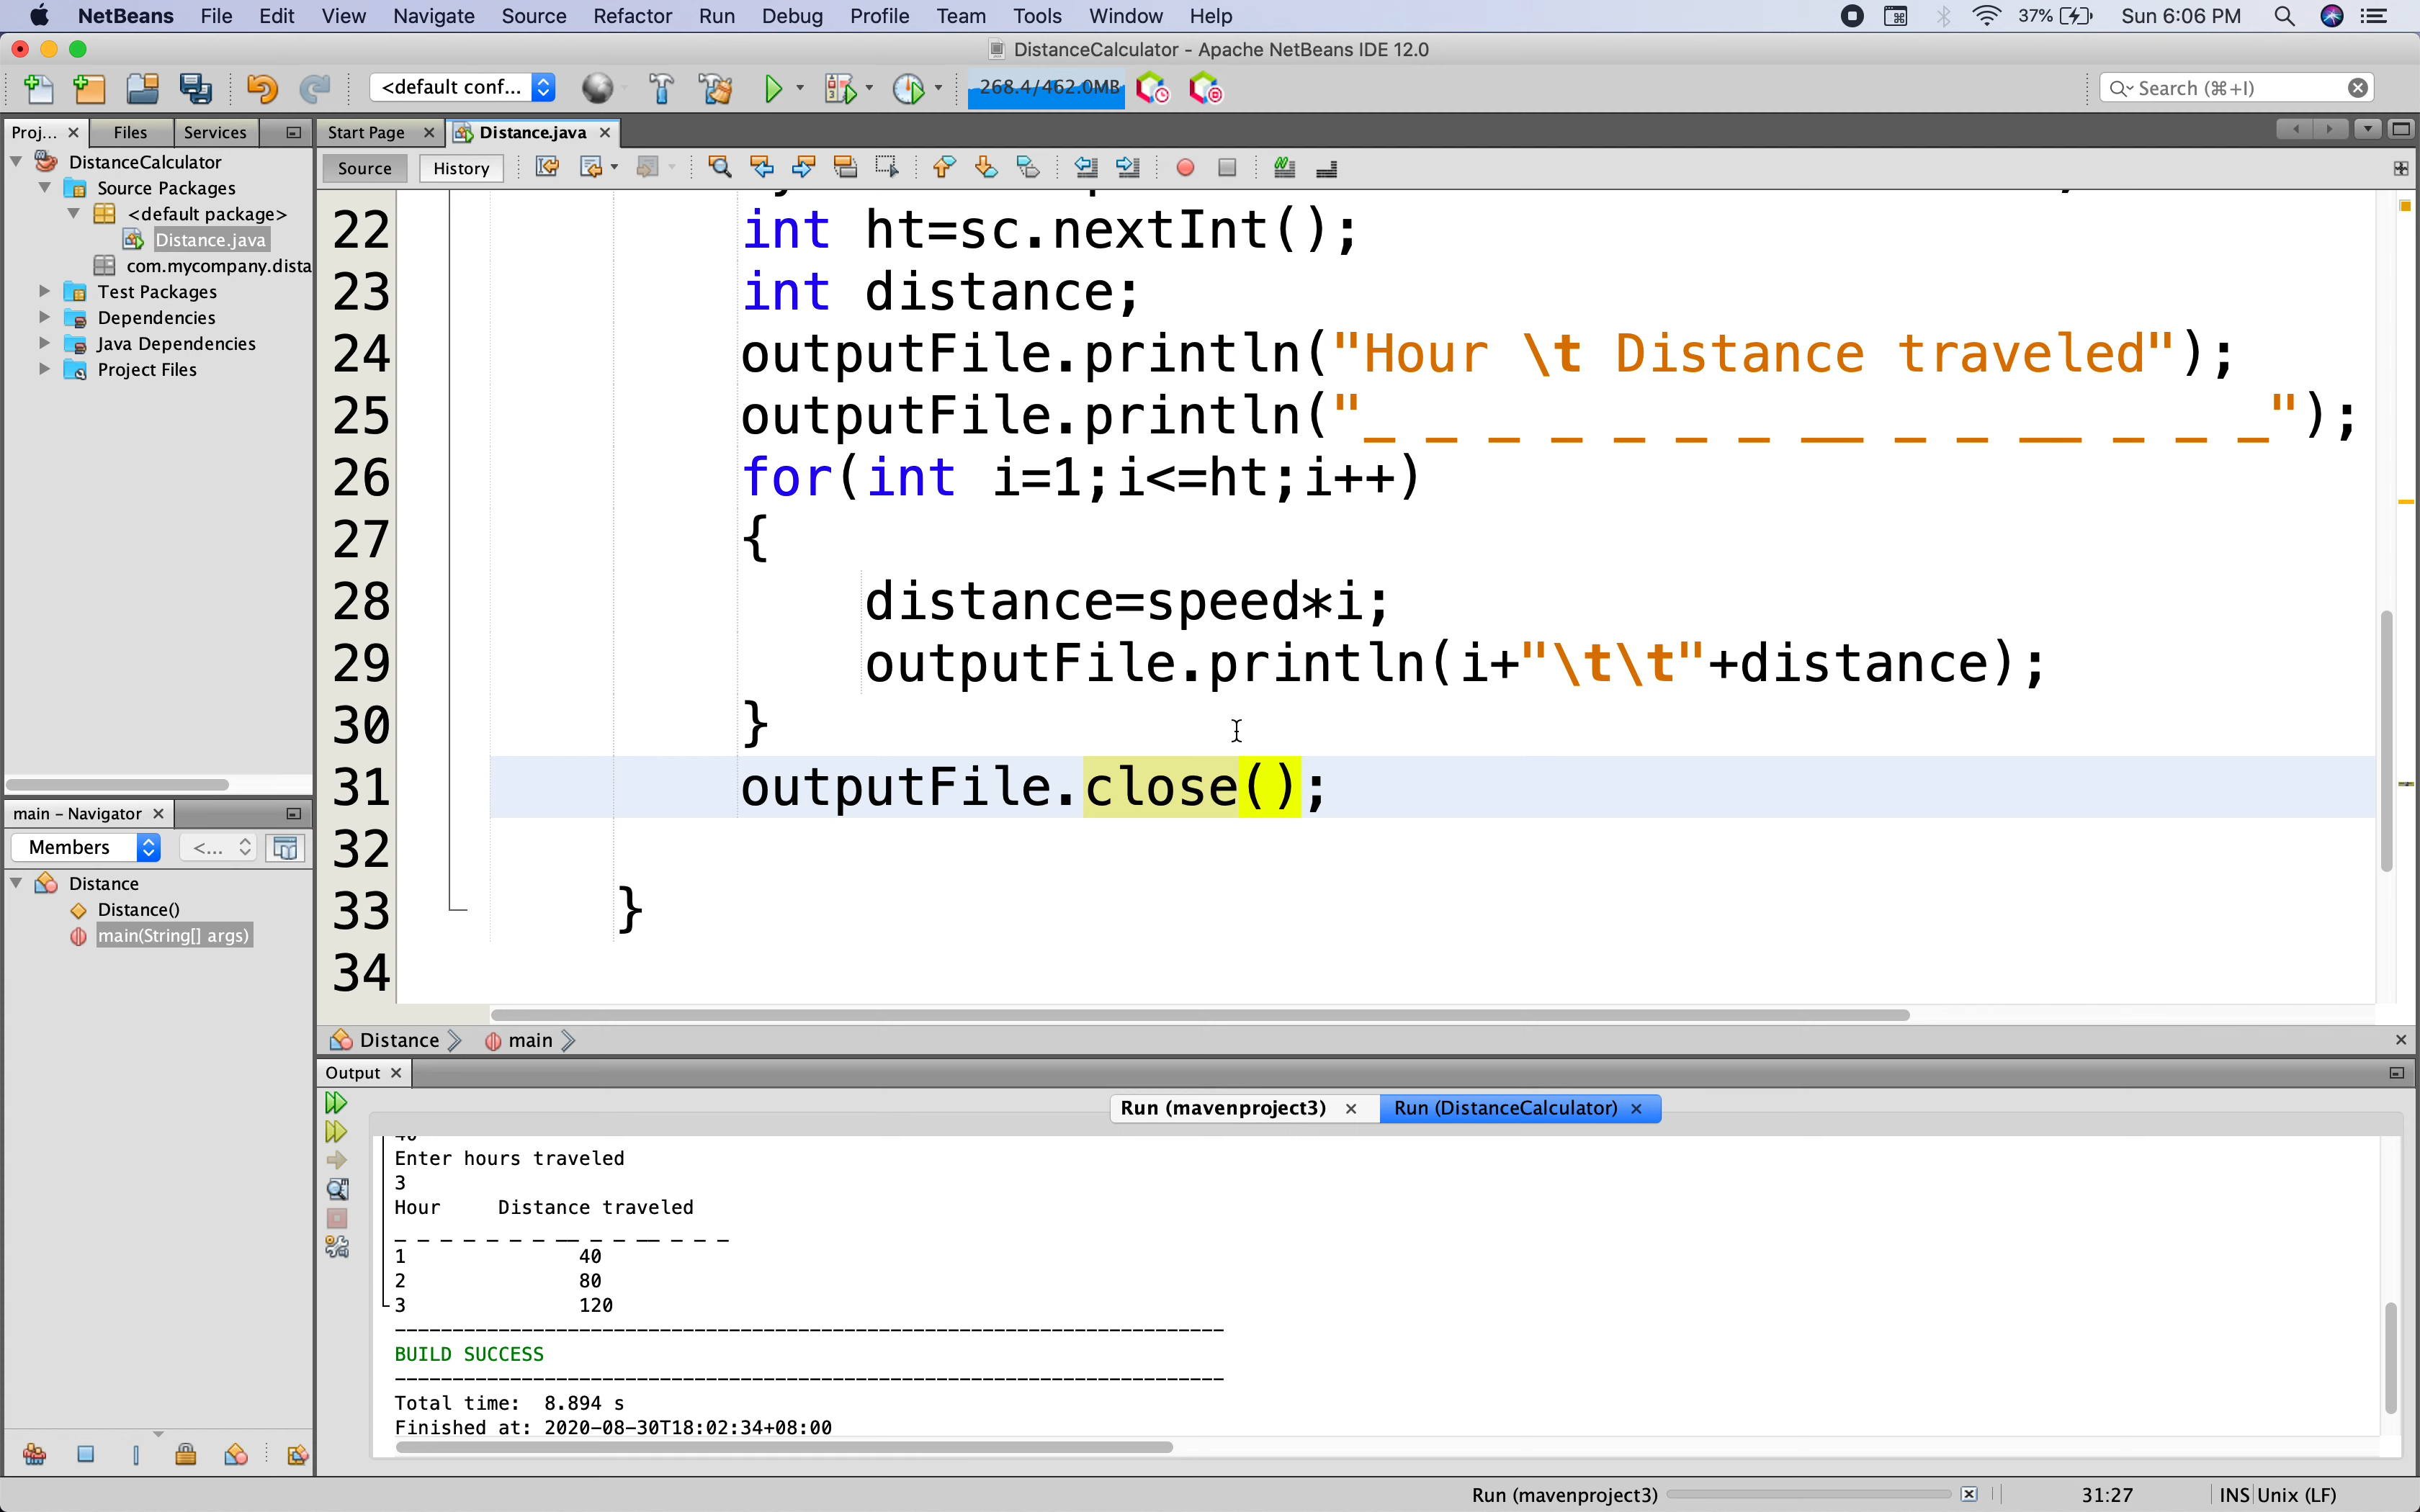 NetBeans File Edit View Navigate Source Refactor Run Debug Profile Team Tools Window Help 37% Sun 6:06 PM
DistanceCalculator - Apache NetBeans IDE 12.0
<default conf... 268.4/462.0MB Search (⌘+I)
Proj... Files Services Start Page Distance.java
Source History
DistanceCalculator
Source Packages
<default package>
Distance.java
com.mycompany.dista
Test Packages
Dependencies
Java Dependencies
Project Files
22 int ht=sc.nextInt();
23 int distance;
24 outputFile.println("Hour \t Distance traveled");
25 outputFile.println("_ _ _ _ _ _ _ __ _ _ __ _ _ _");
26 for(int i=1;i<=ht;i++)
27 {
28 distance=speed*i;
29 outputFile.println(i+"\t\t"+distance);
30 }
31 outputFile.close();
32
33 }
34
main - Navigator
Members <...
Distance
Distance()
main(String[] args)
Distance main
Output
Run (mavenproject3) Run (DistanceCalculator)
40
Enter hours traveled
3
Hour Distance traveled
_ _ _ _ _ _ _ __ _ _ __ _ _ _
1 40
2 80
3 120
------------------------------------------------------------------------
BUILD SUCCESS
------------------------------------------------------------------------
Total time: 8.894 s
Finished at: 2020-08-30T18:02:34+08:00
Run (mavenproject3) 31:27 INS Unix (LF)